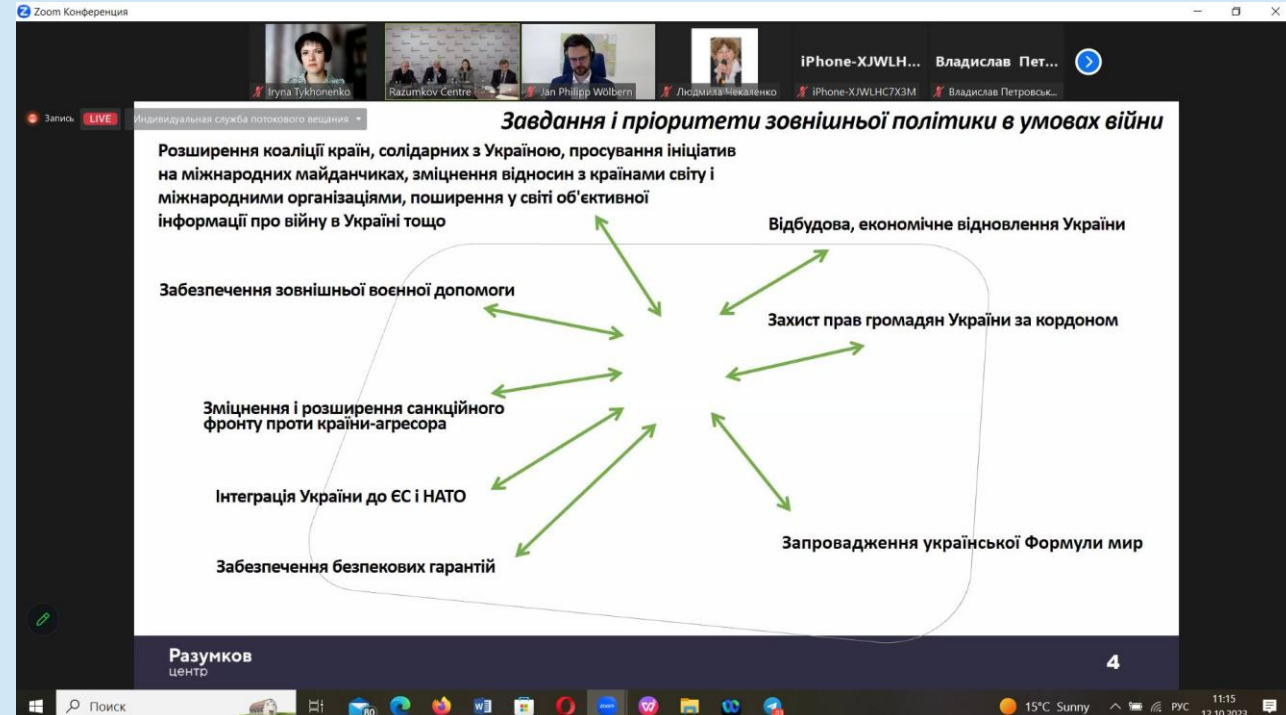 Zoom Конференция
iPhone-XJWLH...
Владислав Пет...
Iryna Tykhonenko
Razumkov Centre
Jan Philipp Wölbern
Людмила Чекаленко
iPhone-XJWLHC7X3M
Владислав Петровськ...
Запись
LIVE
Индивидуальная служба потокового вещания
Завдання і пріоритети зовнішньої політики в умовах війни
Розширення коаліції країн, солідарних з Україною, просування ініціатив
на міжнародних майданчиках, зміцнення відносин з країнами світу і
міжнародними організаціями, поширення у світі об'єктивної
інформації про війну в Україні тощо
Відбудова, економічне відновлення України
Забезпечення зовнішньої воєнної допомоги
Захист прав громадян України за кордоном
Зміцнення і розширення санкційного
фронту проти країни-агресора
Інтеграція України до ЄС і НАТО
Запровадження української Формули мир
Забезпечення безпекових гарантій
Разумков
центр
4
Поиск
80
zoom
15°C Sunny
РУС
11:15
12.10.2023